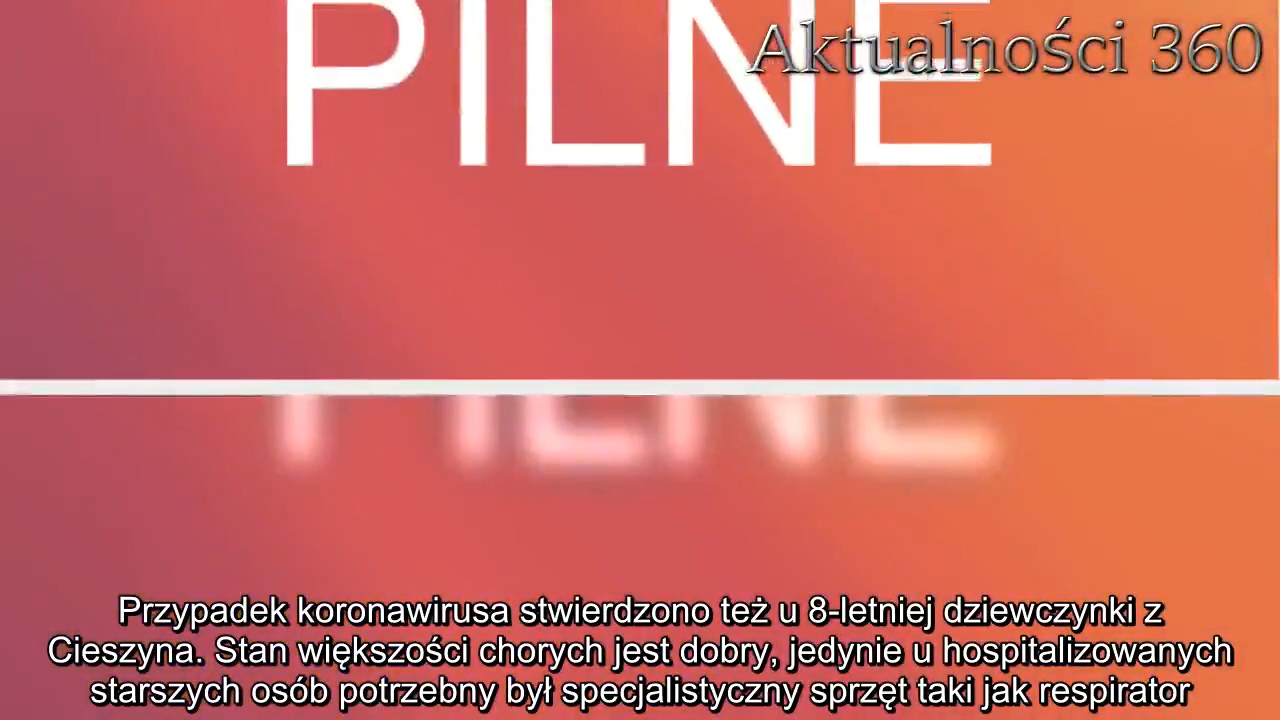 PILNE
Aktualności 360
PILNE
Przypadek koronawirusa stwierdzono też u 8-letniej dziewczynki z
Cieszyna. Stan większości chorych jest dobry, jedynie u hospitalizowanych
starszych osób potrzebny był specjalistyczny sprzęt taki jak respirator